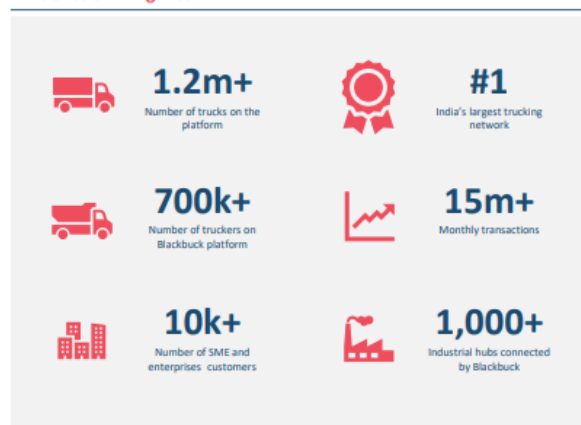 1.2m+
Number of trucks on the
platform
#1
India's largest trucking
network
700k+
Number of truckers on
Blackbuck platform
15m+
Monthly transactions
10k+
Number of SME and
enterprises customers
1,000+
Industrial hubs connected
by Blackbuck